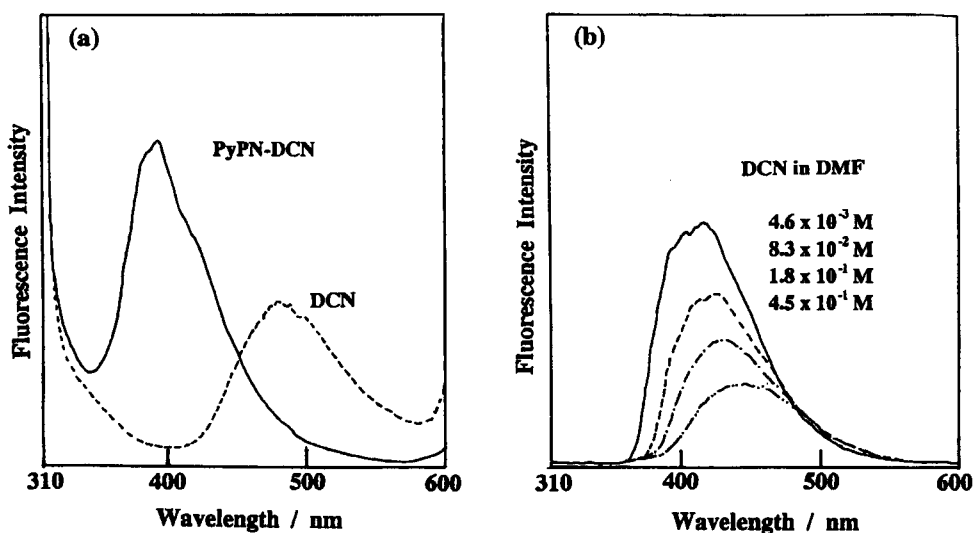 (a)
Fluorescence Intensity
PyPN-DCN
DCN
310
400
500
600
Wavelength / nm
(b)
Fluorescence Intensity
DCN in DMF
4.6 x 10⁻³ M
8.3 x 10⁻² M
1.8 x 10⁻¹ M
4.5 x 10⁻¹ M
310
400
500
600
Wavelength / nm